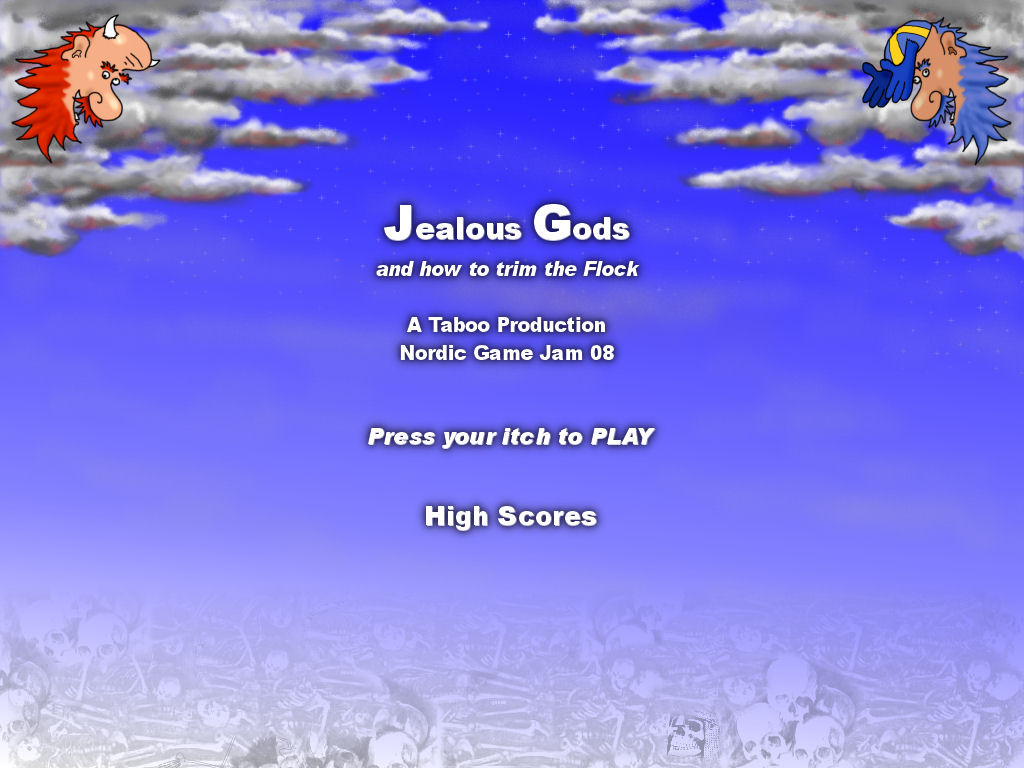 Jealous Gods
and how to trim the Flock
A Taboo Production
Nordic Game Jam 08
Press your itch to PLAY
High Scores